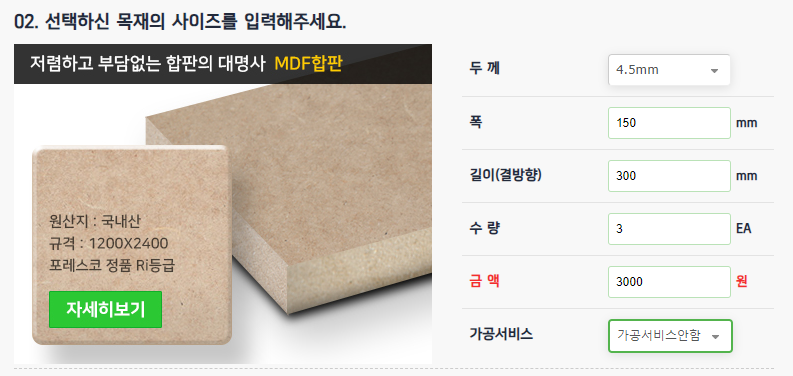 02. 선택하신 목재의 사이즈를 입력해주세요.
저렴하고 부담없는 합판의 대명사 MDF합판
원산지 : 국내산
규격 : 1200X2400
포레스코 정품 Ri등급
자세히보기
두 께 4.5mm
폭 150 mm
길이(결방향) 300 mm
수 량 3 EA
금 액 3000 원
가공서비스 가공서비스안함